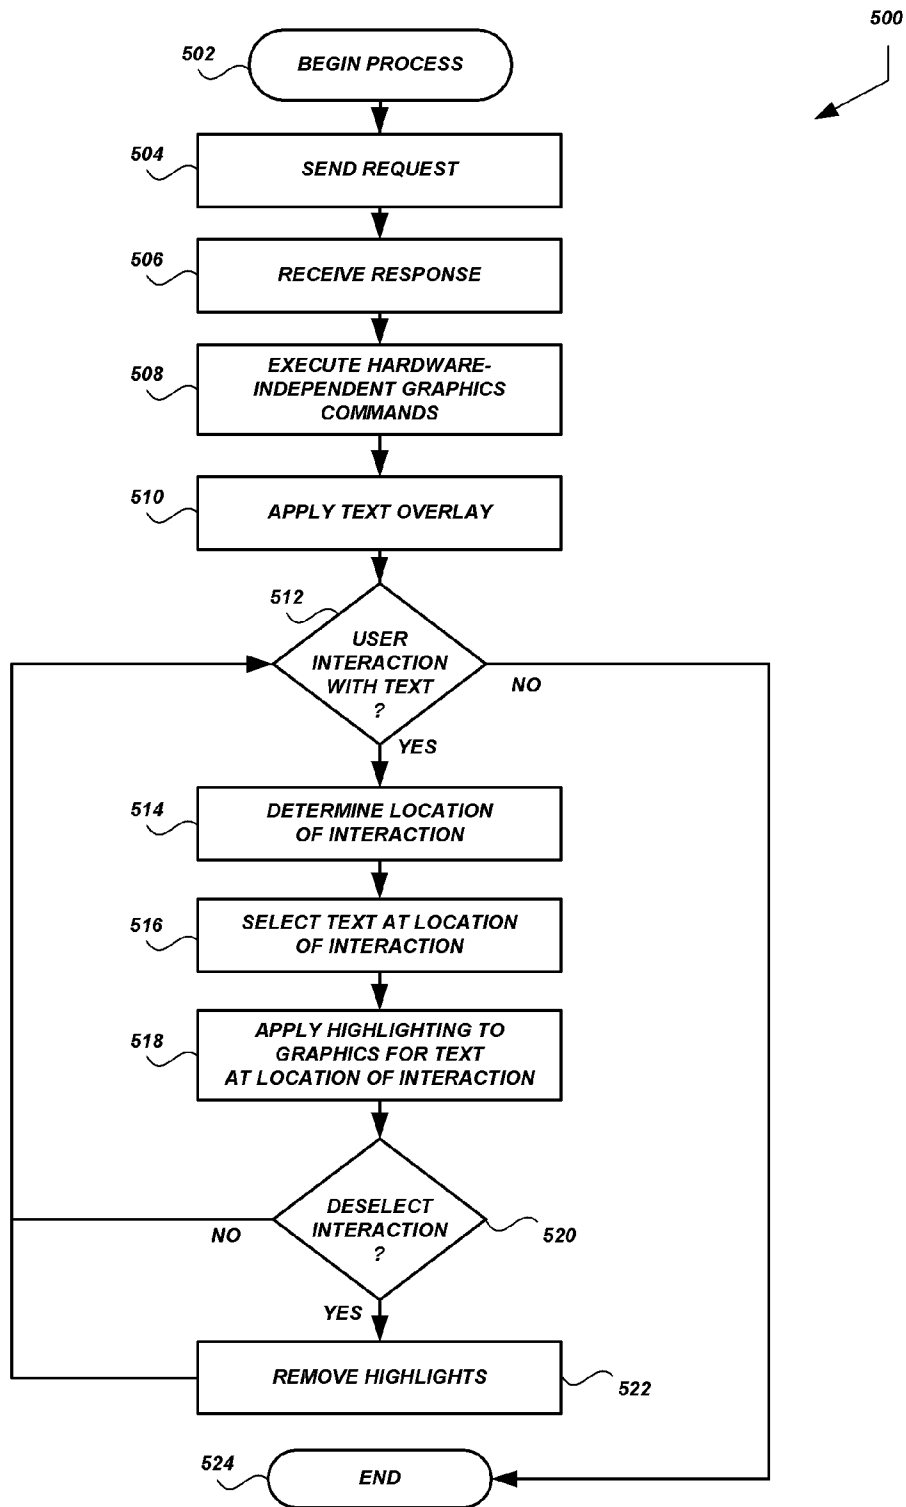 500
502
BEGIN PROCESS
504
SEND REQUEST
506
RECEIVE RESPONSE
508
EXECUTE HARDWARE-
INDEPENDENT GRAPHICS
COMMANDS
510
APPLY TEXT OVERLAY
512
USER
INTERACTION
WITH TEXT
?
NO
YES
514
DETERMINE LOCATION
OF INTERACTION
516
SELECT TEXT AT LOCATION
OF INTERACTION
518
APPLY HIGHLIGHTING TO
GRAPHICS FOR TEXT
AT LOCATION OF INTERACTION
DESELECT
INTERACTION
?
NO
520
YES
REMOVE HIGHLIGHTS
522
524
END